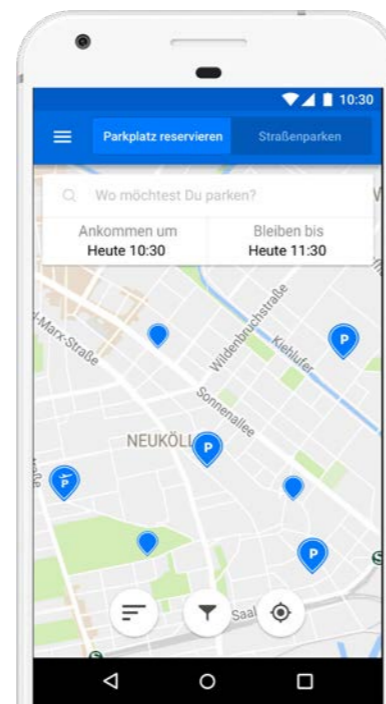 10:30
Parkplatz reservieren
Straßenparken
Wo möchtest Du parken?
Ankommen um
Bleiben bis
Heute 10:30
Heute 11:30
Wildenbruchstraße
Kiehlufer
-Marx-Straße
Sonnenallee
NEUKÖLL
P
P
P
P
Saal
S